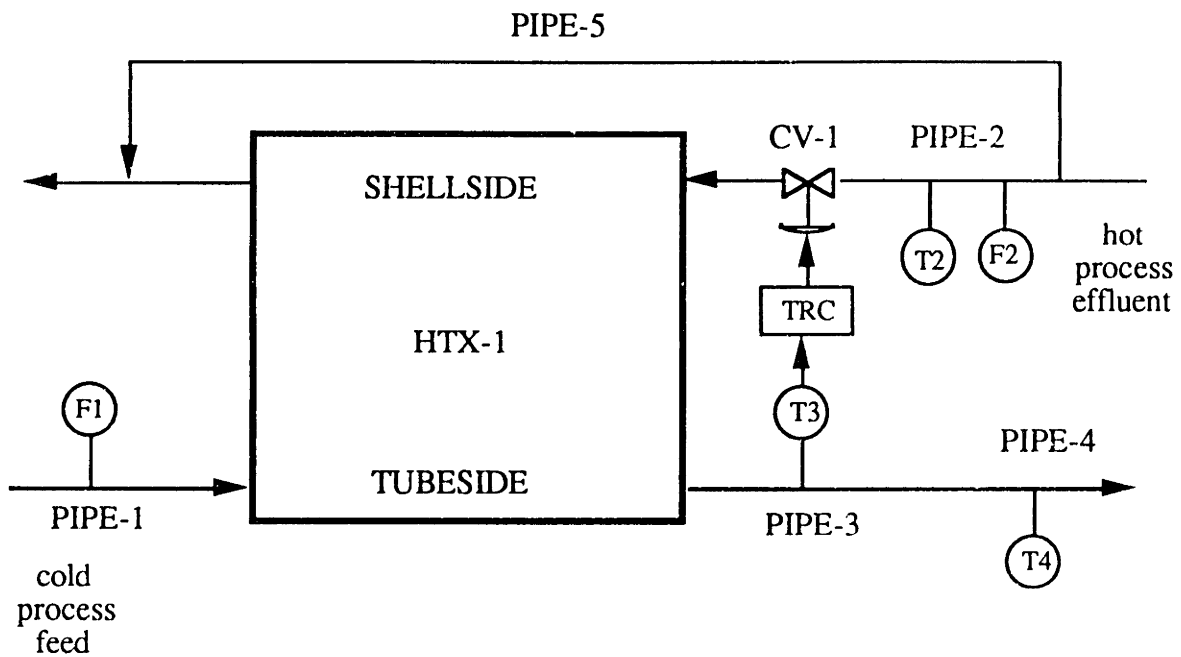 PIPE-5
CV-1
PIPE-2
SHELLSIDE
T2
F2
hot
process
effluent
TRC
HTX-1
F1
T3
PIPE-4
TUBESIDE
PIPE-1
PIPE-3
T4
cold
process
feed